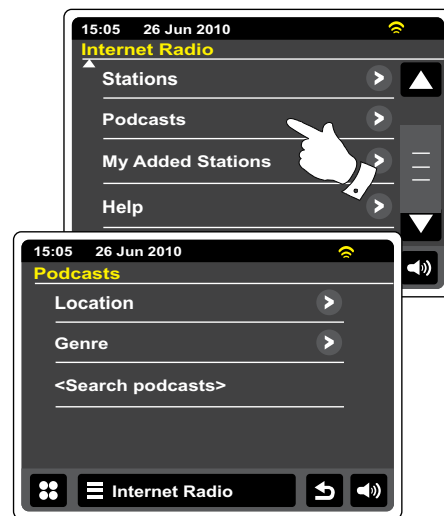 15:05 26 Jun 2010
Internet Radio
Stations
Podcasts
My Added Stations
Help
15:05 26 Jun 2010
Podcasts
Location
Genre
<Search podcasts>
Internet Radio